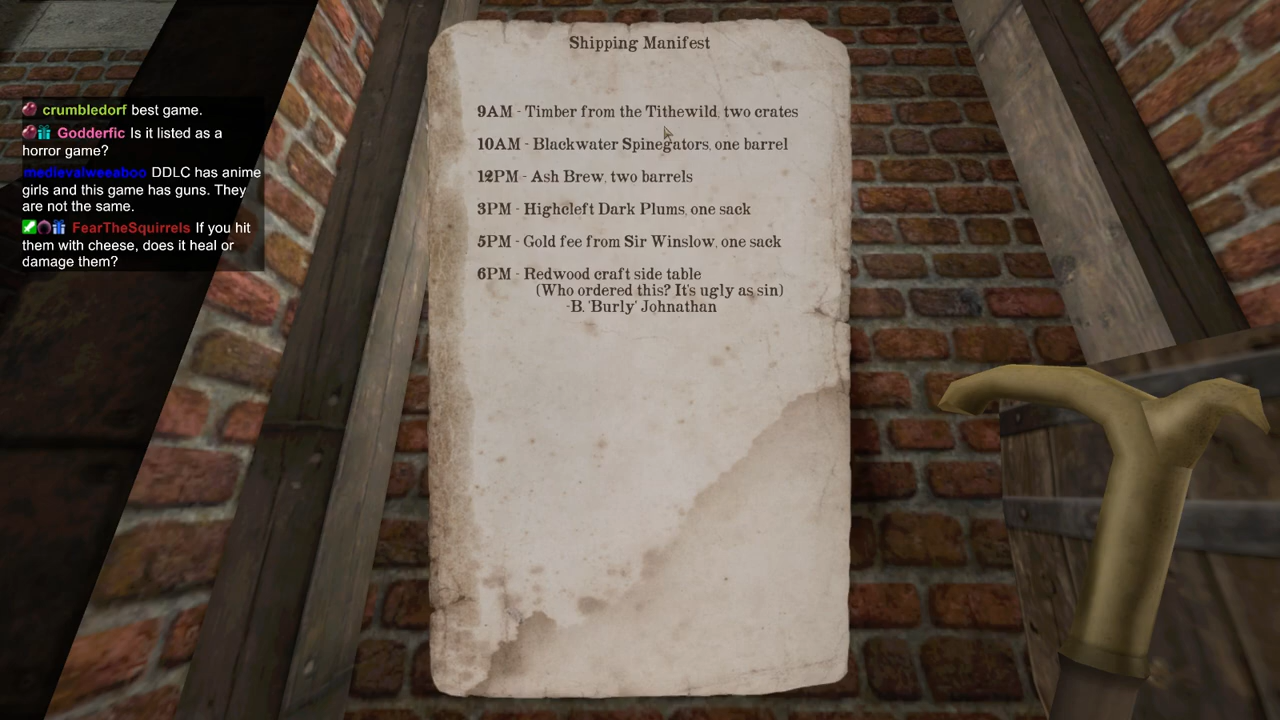 crumbledorf best game.
Godderfic Is it listed as a
horror game?
medievalweeaboo DDLC has anime
girls and this game has guns. They
are not the same.
FearTheSquirrels If you hit
them with cheese, does it heal or
damage them?
Shipping Manifest
9AM - Timber from the Tithewild, two crates
10AM - Blackwater Spinegators, one barrel
12PM - Ash Brew, two barrels
3PM - Highcleft Dark Plums, one sack
5PM - Gold fee from Sir Winslow, one sack
6PM - Redwood craft side table
(Who ordered this? It's ugly as sin)
-B. 'Burly' Johnathan